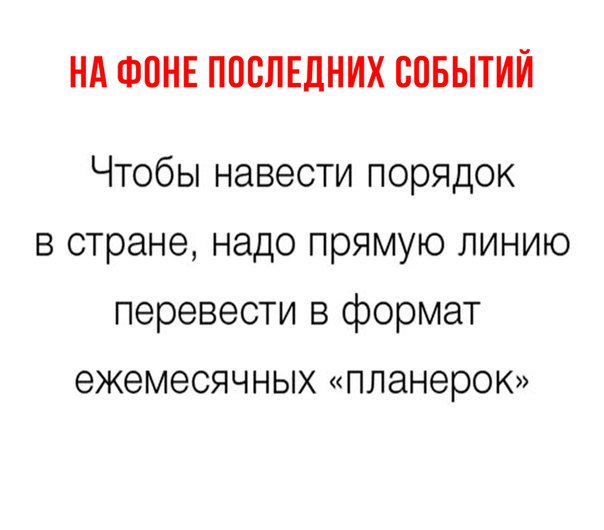 НА ФОНЕ ПОСЛЕДНИХ СОБЫТИЙ
Чтобы навести порядок
в стране, надо прямую линию
перевести в формат
ежемесячных «планерок»